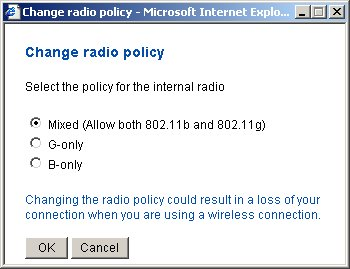 Change radio policy - Microsoft Internet Explo...
Change radio policy
Select the policy for the internal radio
Mixed (Allow both 802.11b and 802.11g)
G-only
B-only
Changing the radio policy could result in a loss of your
connection when you are using a wireless connection.
OK Cancel